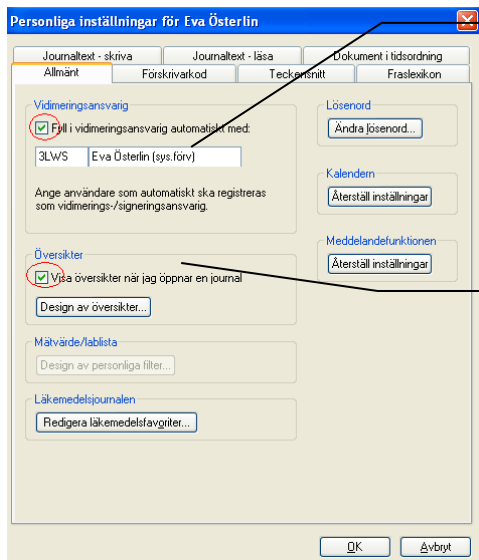 Personliga inställningar för Eva Österlin
Journaltext - skriva
Journaltext - läsa
Dokument i tidsordning
Allmänt
Förskrivarkod
Teckensnitt
Fraslexikon
Vidimeringsansvarig
Fyll i vidimeringsansvarig automatiskt med:
3LWS
Eva Österlin (sys.förv)
Ange användare som automatiskt ska registreras
som vidimerings-/signeringsansvarig.
Översikter
Visa översikter när jag öppnar en journal
Design av översikter...
Mätvärde/lablista
Design av personliga filter...
Läkemedelsjournalen
Redigera läkemedelsfavoriter...
Lösenord
Ändra lösenord...
Kalendern
Återställ inställningar
Meddelandefunktionen
Återställ inställningar
OK
Avbryt